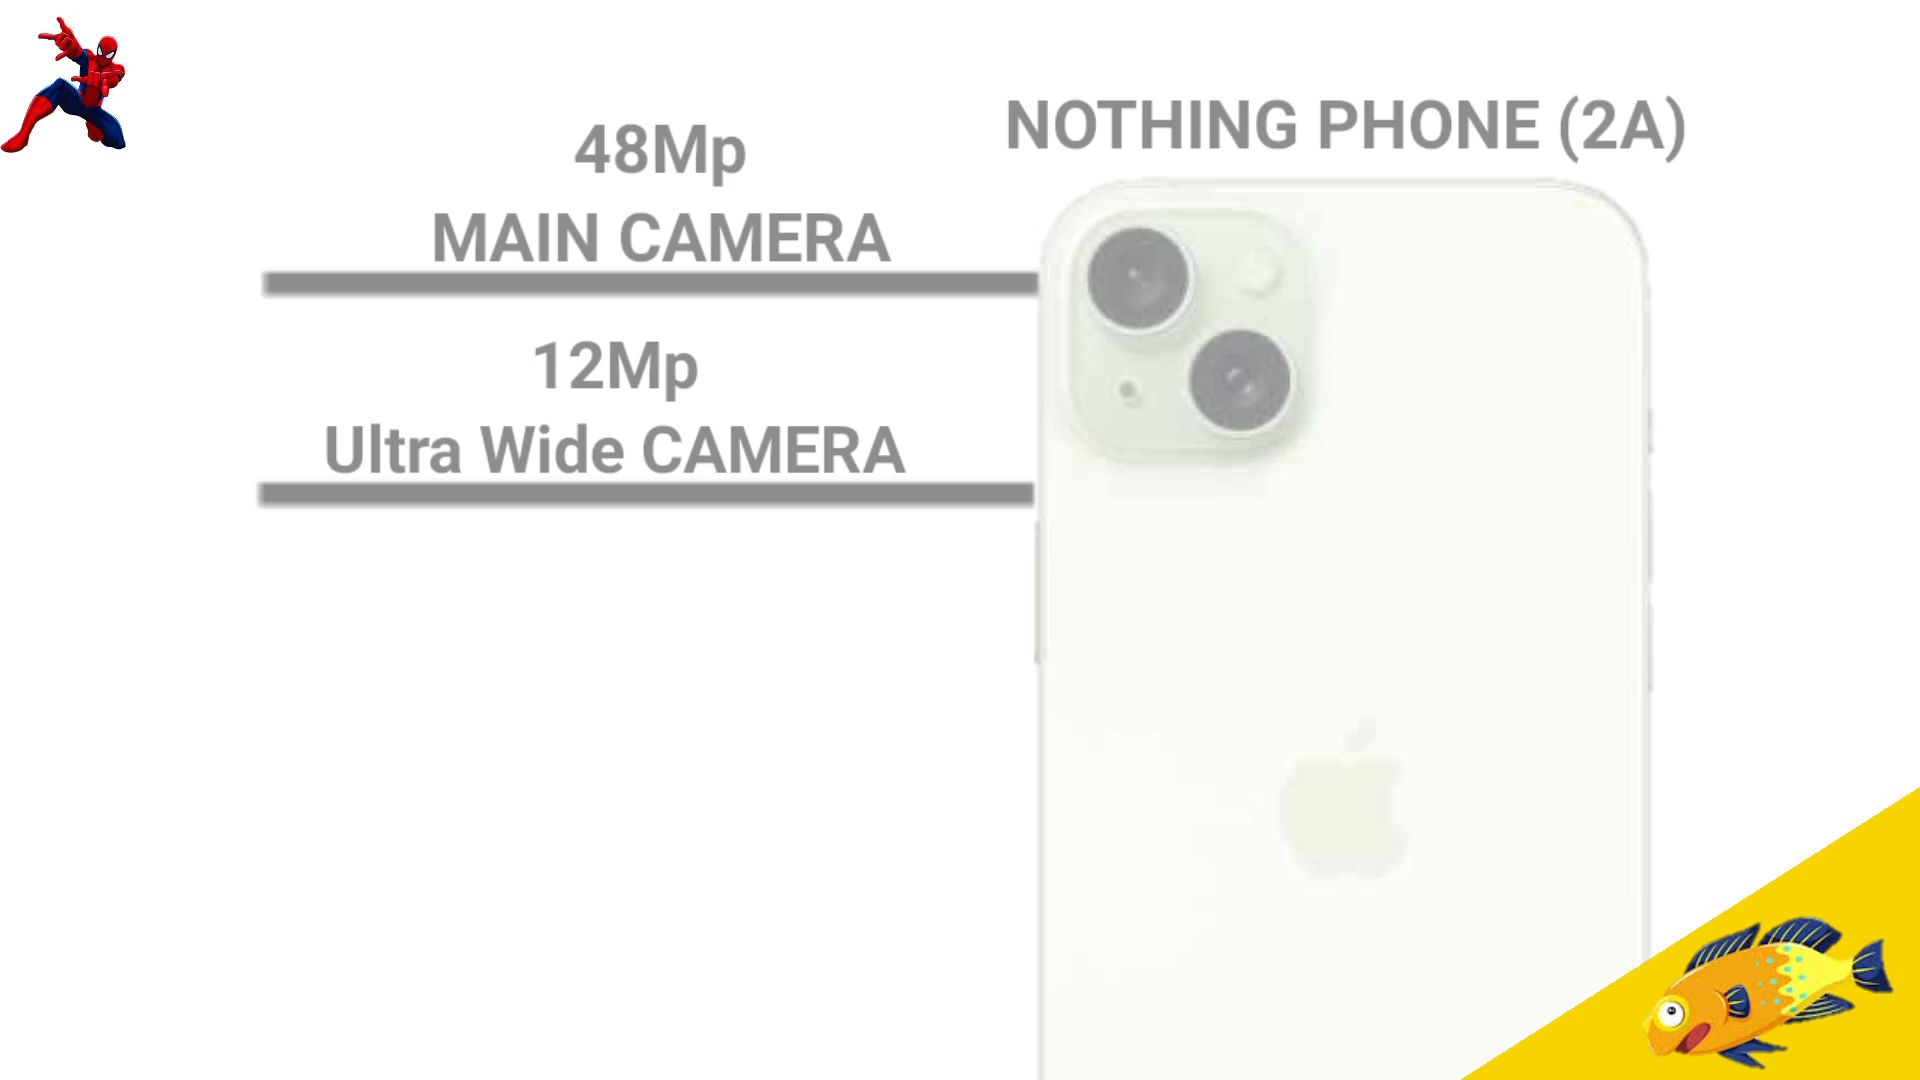 NOTHING PHONE (2A)
48Mp
MAIN CAMERA
12Mp
Ultra Wide CAMERA